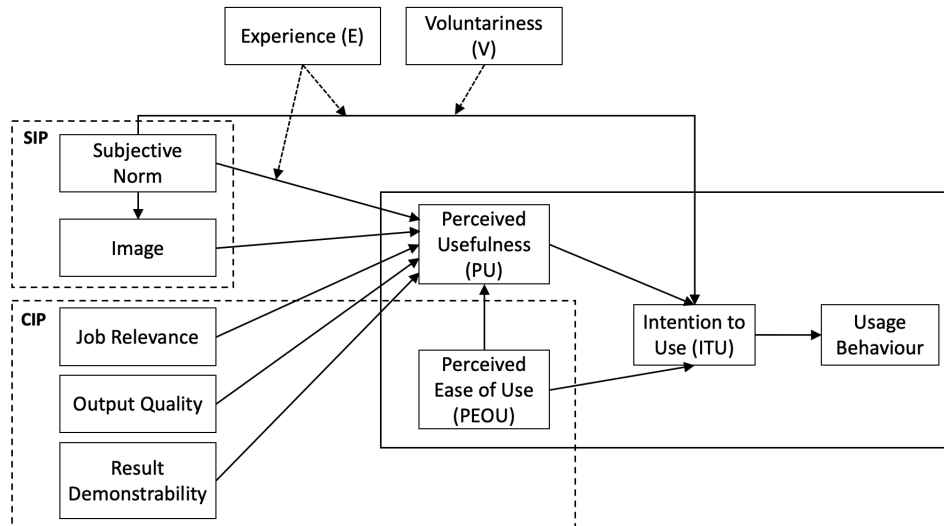 Experience (E)
Voluntariness
(V)
SIP
Subjective
Norm
Image
Perceived
Usefulness
(PU)
CIP
Job Relevance
Output Quality
Result
Demonstrability
Perceived
Ease of Use
(PEOU)
Intention to
Use (ITU)
Usage
Behaviour